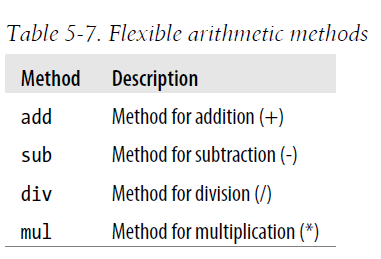 Table 5-7. Flexible arithmetic methods
Method Description
add Method for addition (+)
sub Method for subtraction (-)
div Method for division (/)
mul Method for multiplication (*)